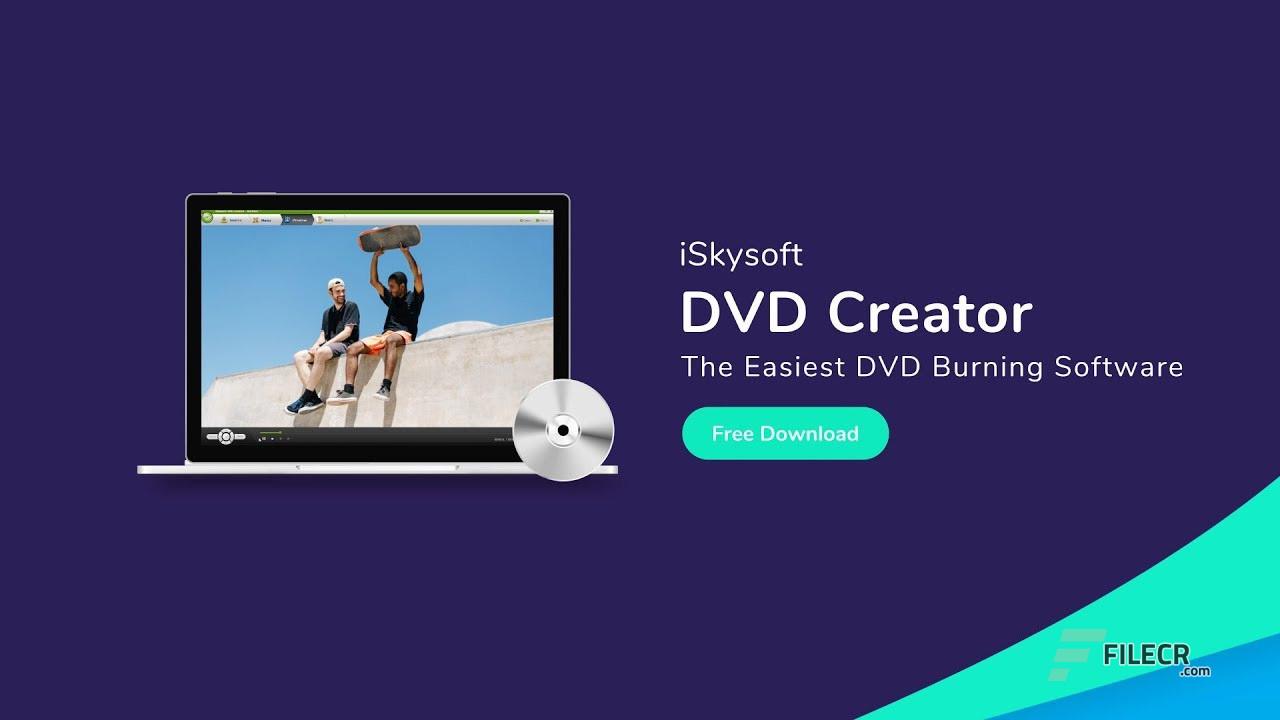 iSkysoft
DVD Creator
The Easiest DVD Burning Software
Free Download
FILECR
.com